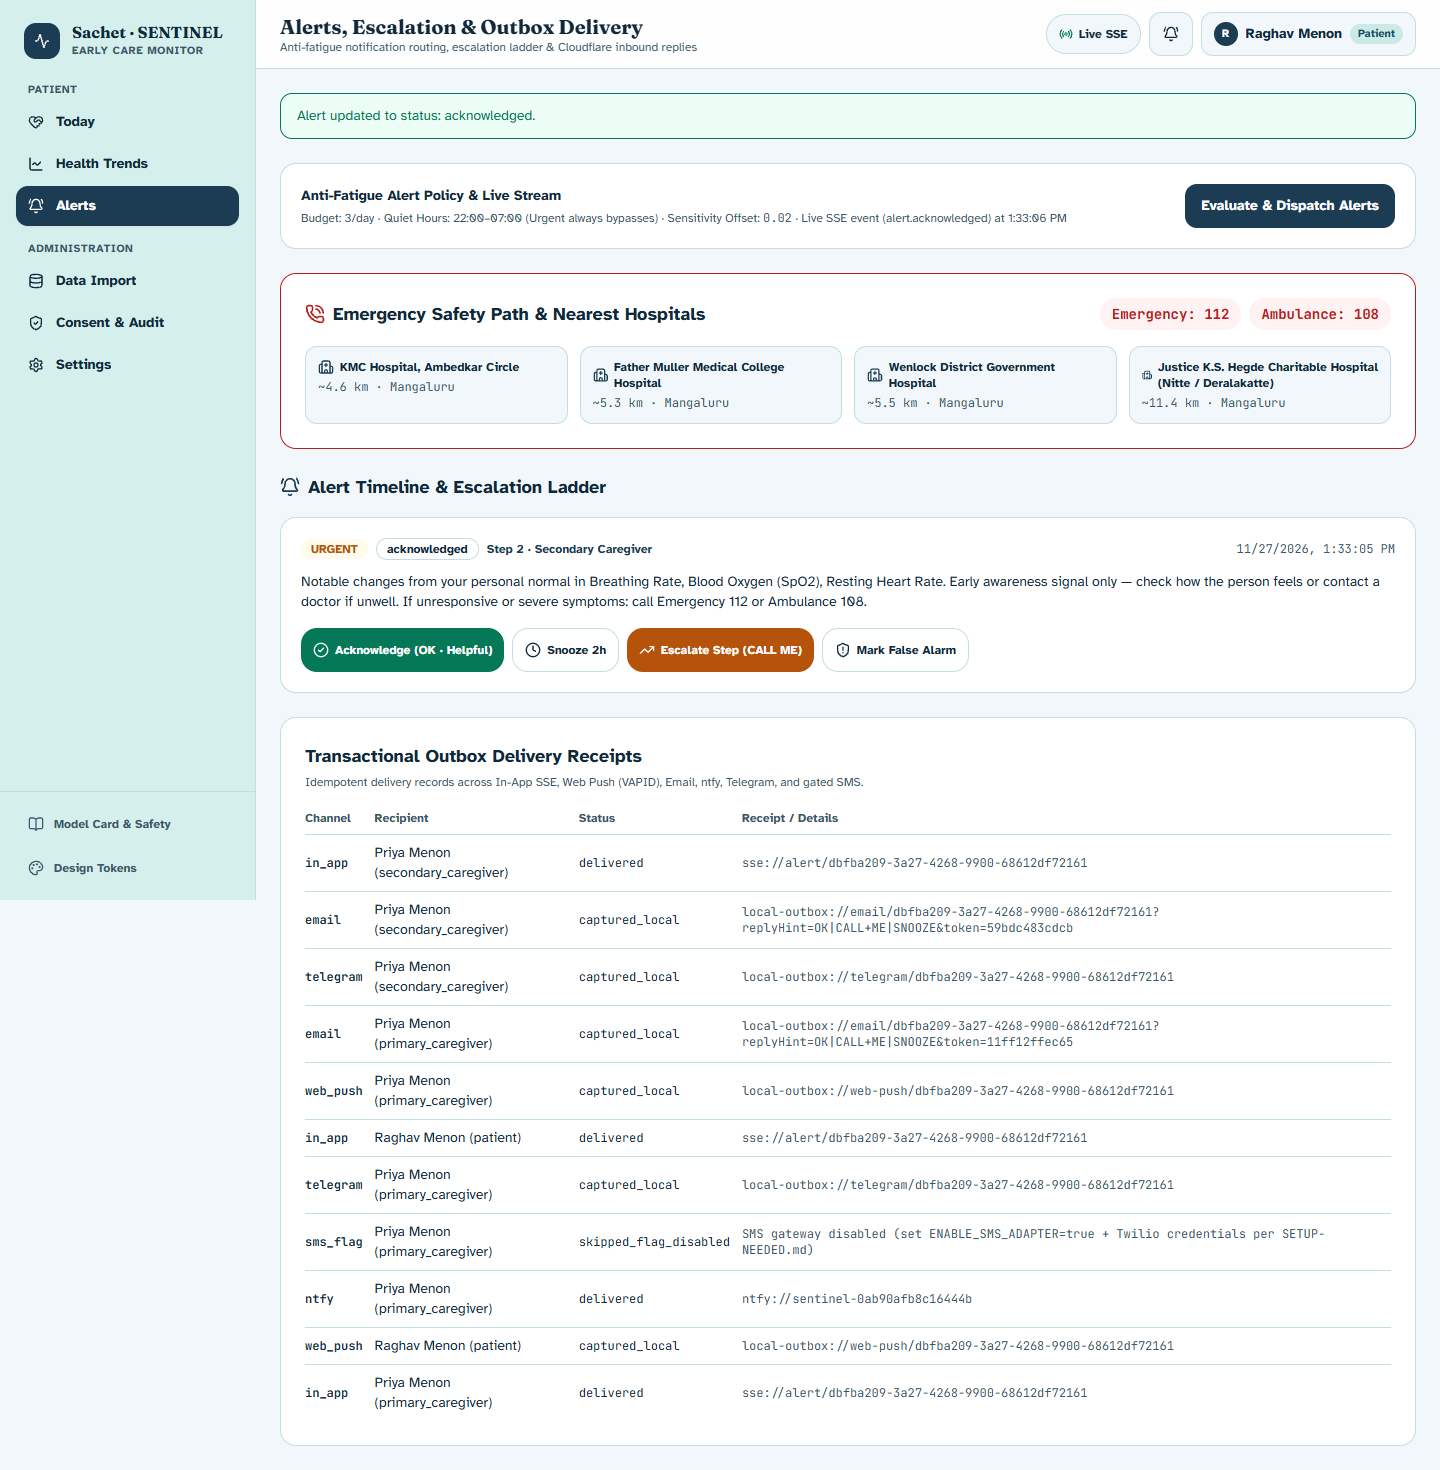 Sachet · SENTINEL
EARLY CARE MONITOR
PATIENT
Today
Health Trends
Alerts
ADMINISTRATION
Data Import
Consent & Audit
Settings
Model Card & Safety
Design Tokens
Alerts, Escalation & Outbox Delivery
Anti-fatigue notification routing, escalation ladder & Cloudflare inbound replies
Live SSE
R
Raghav Menon
Patient
Alert updated to status: acknowledged.
Anti-Fatigue Alert Policy & Live Stream
Budget: 3/day · Quiet Hours: 22:00–07:00 (Urgent always bypasses) · Sensitivity Offset: 0.02 · Live SSE event (alert.acknowledged) at 1:33:06 PM
Evaluate & Dispatch Alerts
Emergency Safety Path & Nearest Hospitals
Emergency: 112
Ambulance: 108
KMC Hospital, Ambedkar Circle
~4.6 km · Mangaluru
Father Muller Medical College
Hospital
~5.3 km · Mangaluru
Wenlock District Government
Hospital
~5.5 km · Mangaluru
Justice K.S. Hegde Charitable Hospital
(Nitte / Deralakatte)
~11.4 km · Mangaluru
Alert Timeline & Escalation Ladder
URGENT
acknowledged
Step 2 · Secondary Caregiver
11/27/2026, 1:33:05 PM
Notable changes from your personal normal in Breathing Rate, Blood Oxygen (SpO2), Resting Heart Rate. Early awareness signal only — check how the person feels or contact a
doctor if unwell. If unresponsive or severe symptoms: call Emergency 112 or Ambulance 108.
Acknowledge (OK · Helpful)
Snooze 2h
Escalate Step (CALL ME)
Mark False Alarm
Transactional Outbox Delivery Receipts
Idempotent delivery records across In-App SSE, Web Push (VAPID), Email, ntfy, Telegram, and gated SMS.
Channel Recipient Status Receipt / Details
in_app Priya Menon
(secondary_caregiver) delivered sse://alert/dbfba209-3a27-4268-9900-68612df72161
email Priya Menon
(secondary_caregiver) captured_local local-outbox://email/dbfba209-3a27-4268-9900-68612df72161?
replyHint=OK|CALL+ME|SNOOZE&token=59bdc483cdcb
telegram Priya Menon
(secondary_caregiver) captured_local local-outbox://telegram/dbfba209-3a27-4268-9900-68612df72161
email Priya Menon
(primary_caregiver) captured_local local-outbox://email/dbfba209-3a27-4268-9900-68612df72161?
replyHint=OK|CALL+ME|SNOOZE&token=11ff12ffec65
web_push Priya Menon
(primary_caregiver) captured_local local-outbox://web-push/dbfba209-3a27-4268-9900-68612df72161
in_app Raghav Menon (patient) delivered sse://alert/dbfba209-3a27-4268-9900-68612df72161
telegram Priya Menon
(primary_caregiver) captured_local local-outbox://telegram/dbfba209-3a27-4268-9900-68612df72161
sms_flag Priya Menon
(primary_caregiver) skipped_flag_disabled SMS gateway disabled (set ENABLE_SMS_ADAPTER=true + Twilio credentials per SETUP-
NEEDED.md)
ntfy Priya Menon
(primary_caregiver) delivered ntfy://sentinel-0ab90afb8c16444b
web_push Raghav Menon (patient) captured_local local-outbox://web-push/dbfba209-3a27-4268-9900-68612df72161
in_app Priya Menon
(primary_caregiver) delivered sse://alert/dbfba209-3a27-4268-9900-68612df72161